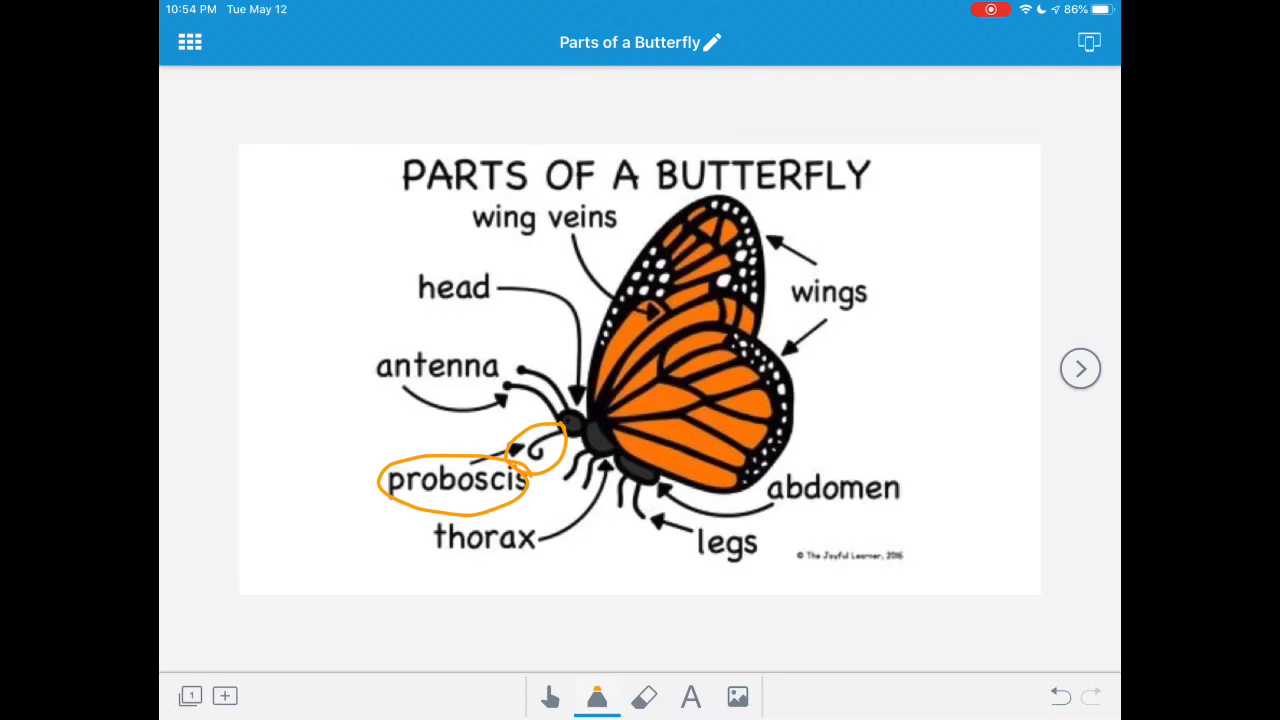 10:54 PM Tue May 12
86%
Parts of a Butterfly
PARTS OF A BUTTERFLY
wing veins
head
wings
antenna
proboscis
abdomen
thorax
legs
© The Joyful Learner, 2016
1
A